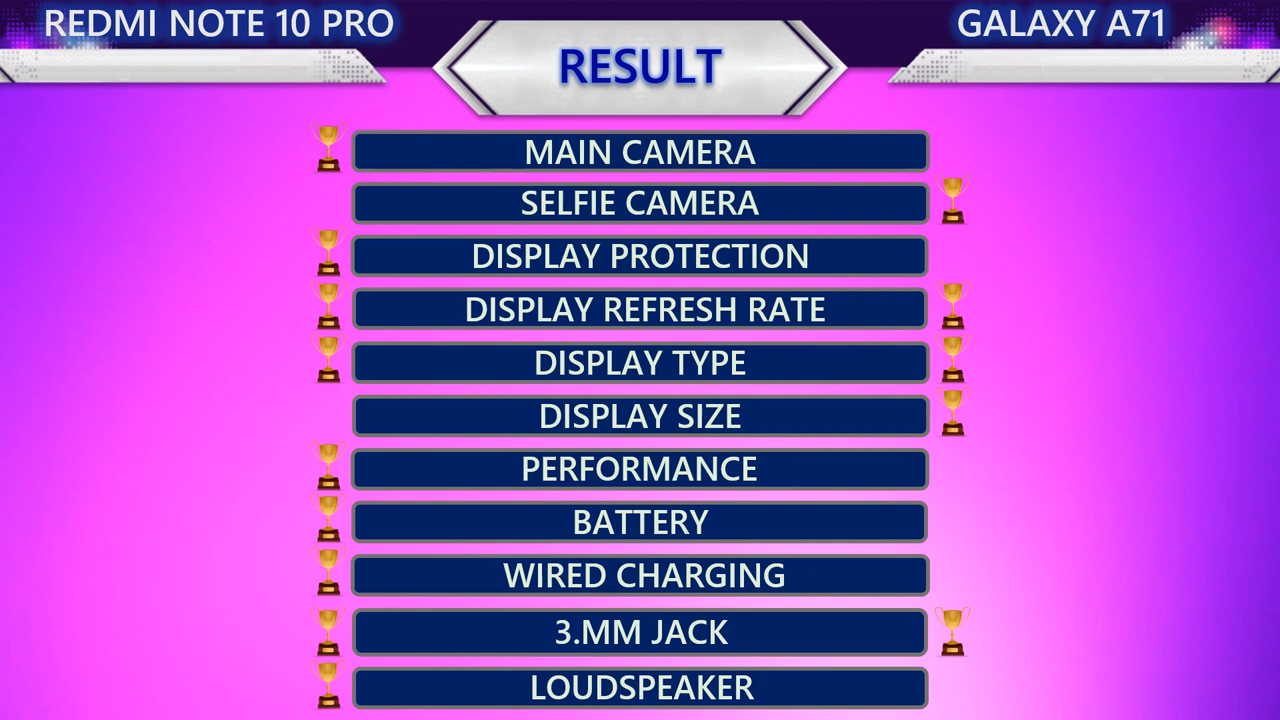 REDMI NOTE 10 PRO
GALAXY A71
RESULT
MAIN CAMERA
SELFIE CAMERA
DISPLAY PROTECTION
DISPLAY REFRESH RATE
DISPLAY TYPE
DISPLAY SIZE
PERFORMANCE
BATTERY
WIRED CHARGING
3.MM JACK
LOUDSPEAKER